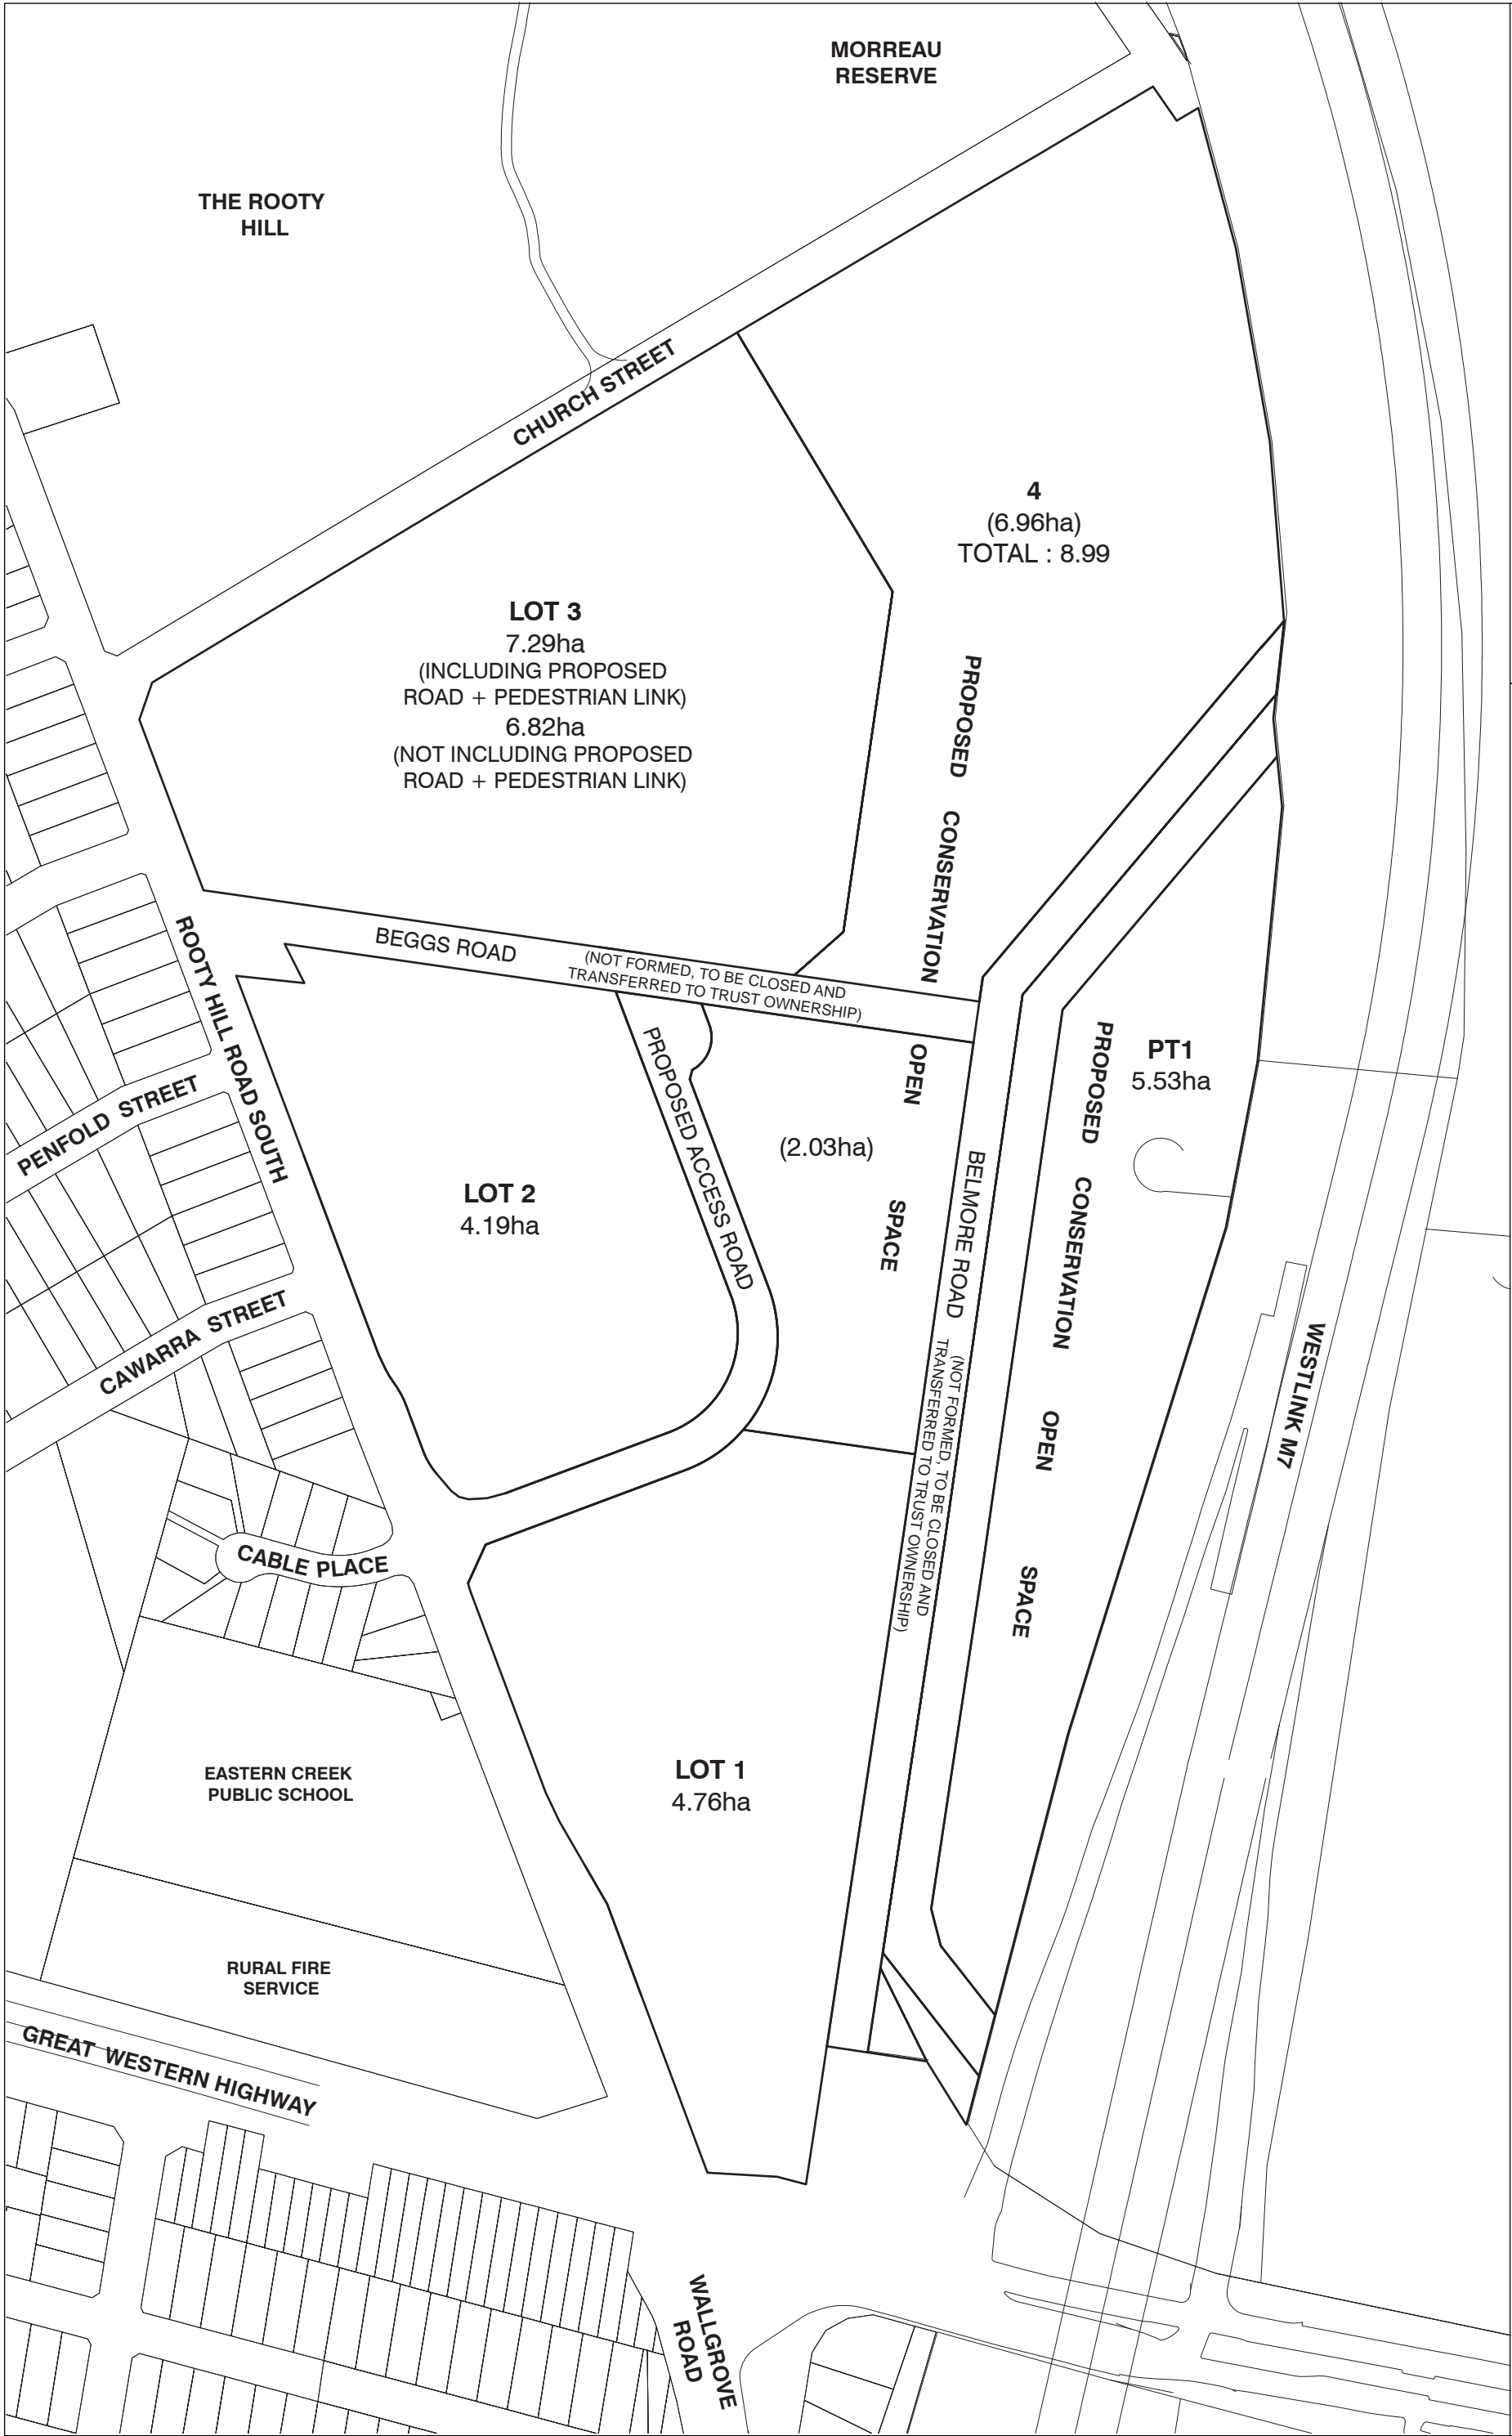 MORREAU
RESERVE
THE ROOTY
HILL
CHURCH STREET
4
(6.96ha)
TOTAL : 8.99
LOT 3
7.29ha
(INCLUDING PROPOSED
ROAD + PEDESTRIAN LINK)
6.82ha
(NOT INCLUDING PROPOSED
ROAD + PEDESTRIAN LINK)
PROPOSED CONSERVATION OPEN SPACE
BEGGS ROAD
(NOT FORMED, TO BE CLOSED AND
TRANSFERRED TO TRUST OWNERSHIP)
ROOTY HILL ROAD SOUTH
PROPOSED ACCESS ROAD
PT1
5.53ha
PROPOSED CONSERVATION OPEN SPACE
(2.03ha)
PENFOLD STREET
LOT 2
4.19ha
BELMORE ROAD
(NOT FORMED, TO BE CLOSED AND
TRANSFERRED TO TRUST OWNERSHIP)
CAWARRA STREET
WESTLINK M7
CABLE PLACE
LOT 1
4.76ha
EASTERN CREEK
PUBLIC SCHOOL
RURAL FIRE
SERVICE
GREAT WESTERN HIGHWAY
WALLGROVE
ROAD